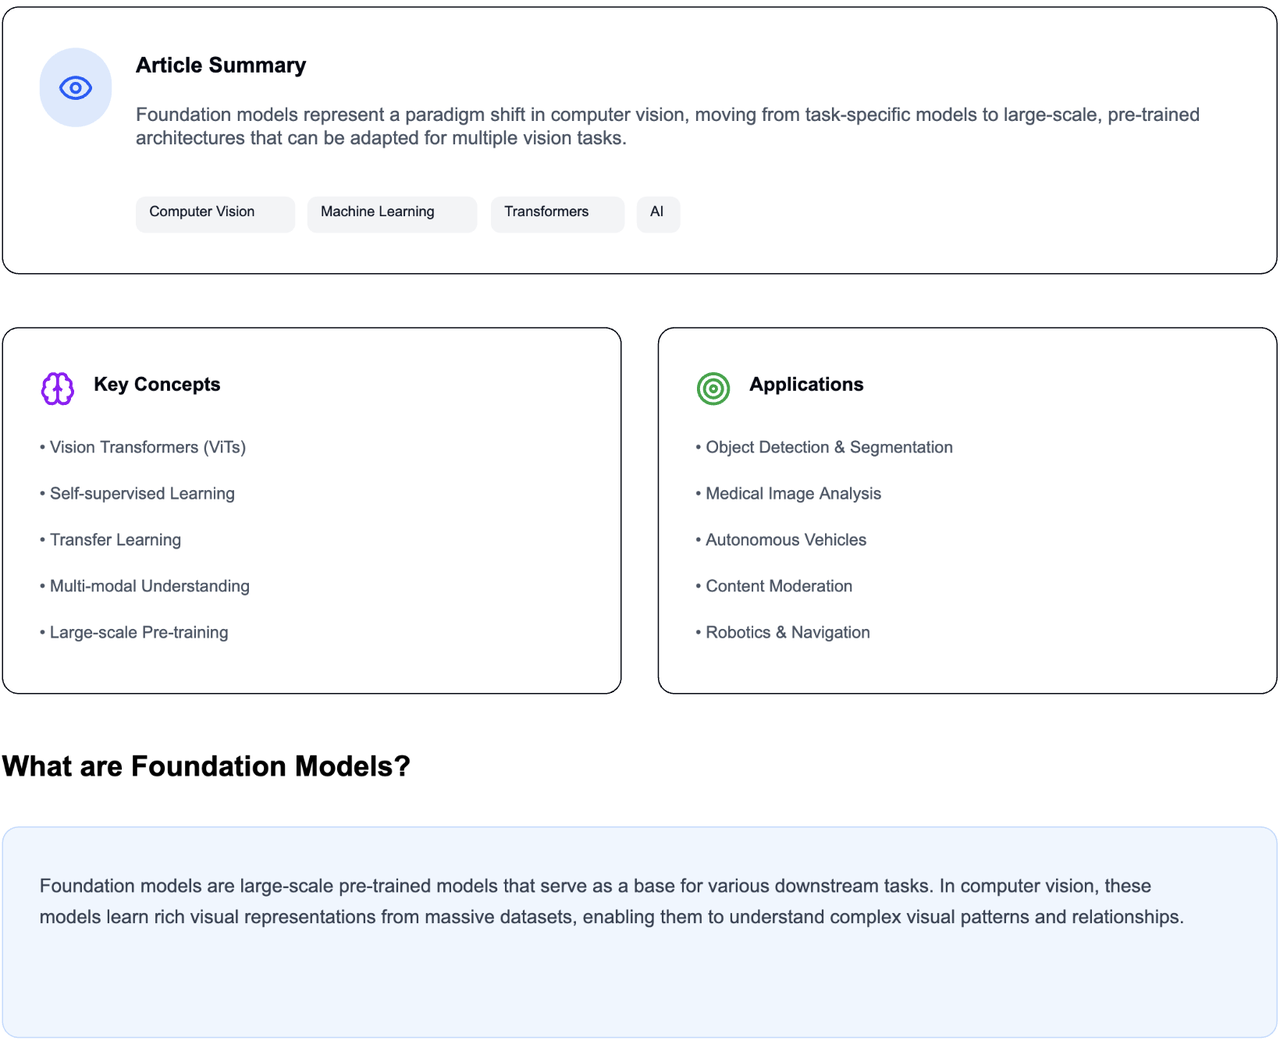 Article Summary
Foundation models represent a paradigm shift in computer vision, moving from task-specific models to large-scale, pre-trained
architectures that can be adapted for multiple vision tasks.
Computer Vision
Machine Learning
Transformers
AI
Key Concepts
• Vision Transformers (ViTs)
• Self-supervised Learning
• Transfer Learning
• Multi-modal Understanding
• Large-scale Pre-training
Applications
• Object Detection & Segmentation
• Medical Image Analysis
• Autonomous Vehicles
• Content Moderation
• Robotics & Navigation
What are Foundation Models?
Foundation models are large-scale pre-trained models that serve as a base for various downstream tasks. In computer vision, these
models learn rich visual representations from massive datasets, enabling them to understand complex visual patterns and relationships.